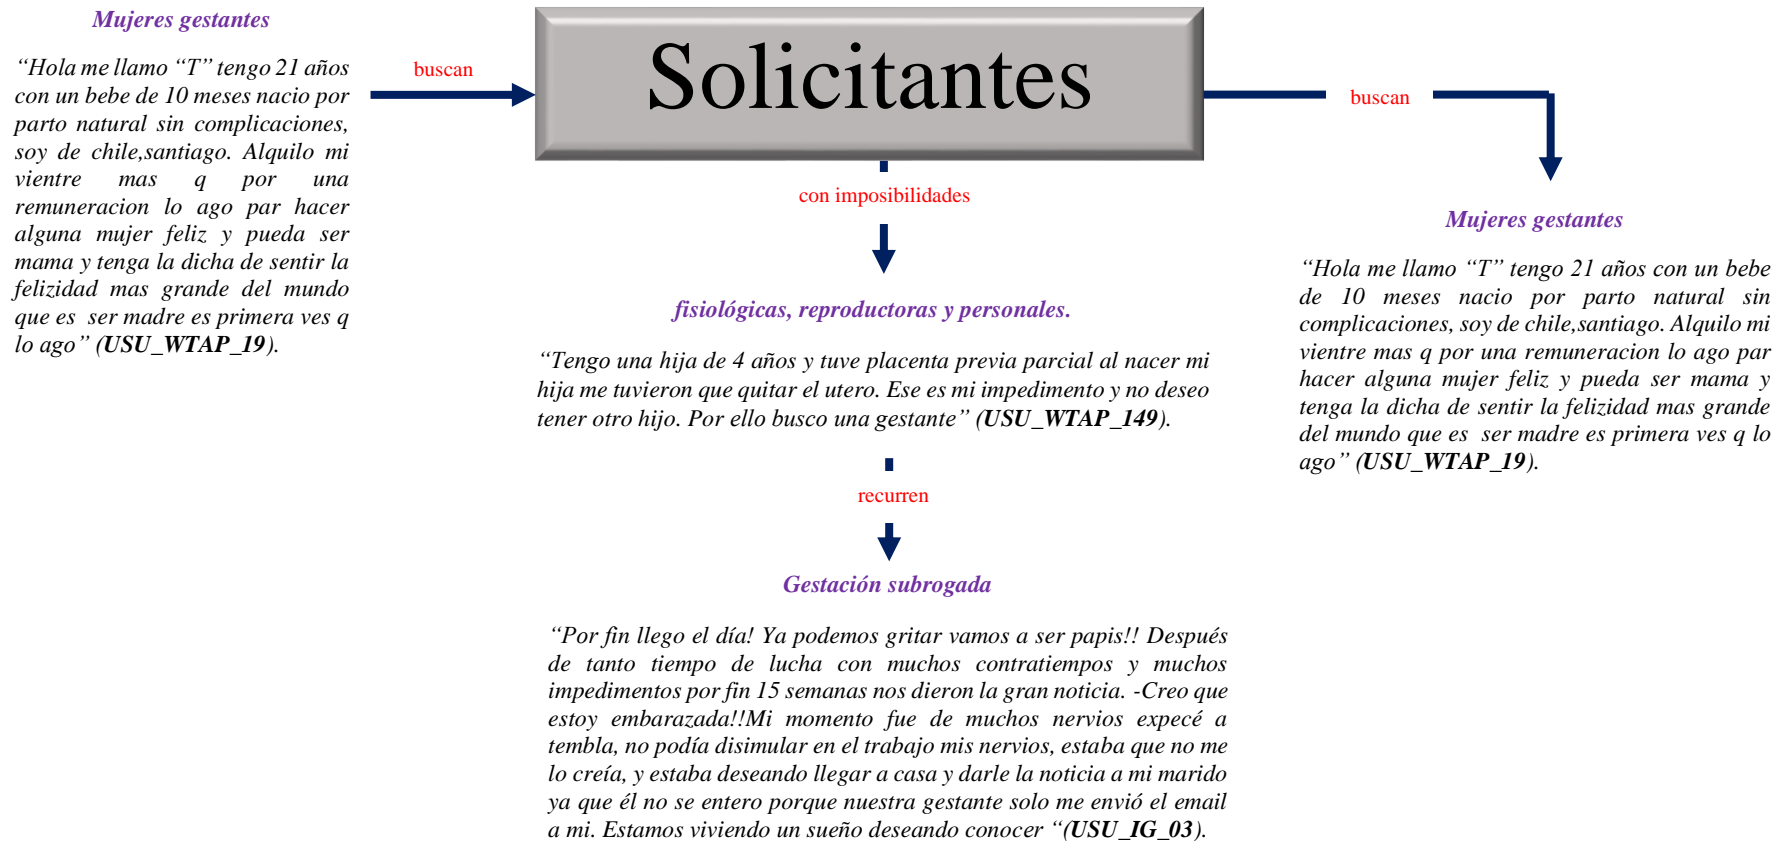 Mujeres gestantes
“Hola me llamo “T” tengo 21 años
con un bebe de 10 meses nacio por
parto natural sin complicaciones,
soy de chile,santiago. Alquilo mi
vientre mas q por una
remuneracion lo ago par hacer
alguna mujer feliz y pueda ser
mama y tenga la dicha de sentir la
felizidad mas grande del mundo
que es ser madre es primera ves q
lo ago” (USU_WTAP_19).
buscan
Solicitantes
buscan
con imposibilidades
fisiológicas, reproductoras y personales.
“Tengo una hija de 4 años y tuve placenta previa parcial al nacer mi
hija me tuvieron que quitar el utero. Ese es mi impedimento y no deseo
tener otro hijo. Por ello busco una gestante” (USU_WTAP_149).
recurren
Gestación subrogada
“Por fin llego el día! Ya podemos gritar vamos a ser papis!! Después
de tanto tiempo de lucha con muchos contratiempos y muchos
impedimentos por fin 15 semanas nos dieron la gran noticia. -Creo que
estoy embarazada!!Mi momento fue de muchos nervios expecé a
tembla, no podía disimular en el trabajo mis nervios, estaba que no me
lo creía, y estaba deseando llegar a casa y darle la noticia a mi marido
ya que él no se entero porque nuestra gestante solo me envió el email
a mi. Estamos viviendo un sueño deseando conocer “(USU_IG_03).
Mujeres gestantes
“Hola me llamo “T” tengo 21 años con un bebe
de 10 meses nacio por parto natural sin
complicaciones, soy de chile,santiago. Alquilo mi
vientre mas q por una remuneracion lo ago par
hacer alguna mujer feliz y pueda ser mama y
tenga la dicha de sentir la felizidad mas grande
del mundo que es ser madre es primera ves q lo
ago” (USU_WTAP_19).